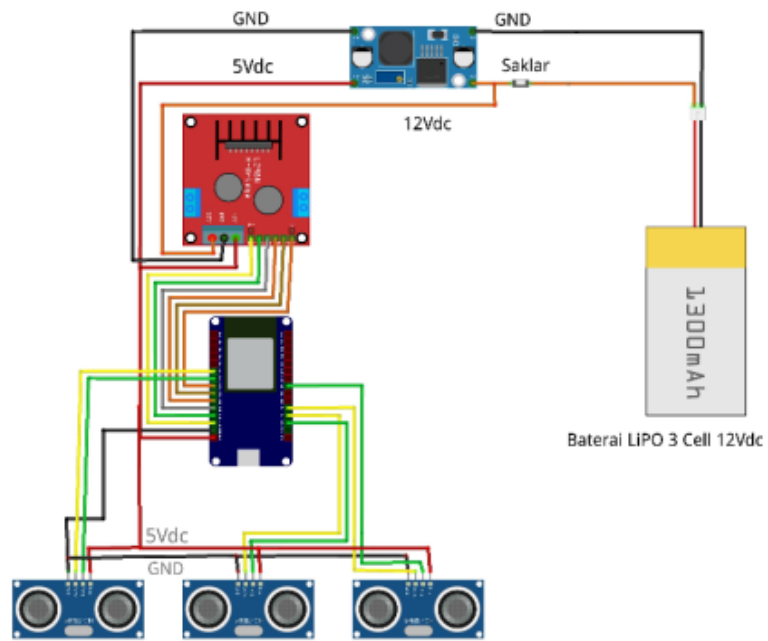 GND
GND
5Vdc
Saklar
12Vdc
1300mAh
Baterai LiPO 3 Cell 12Vdc
5Vdc
GND